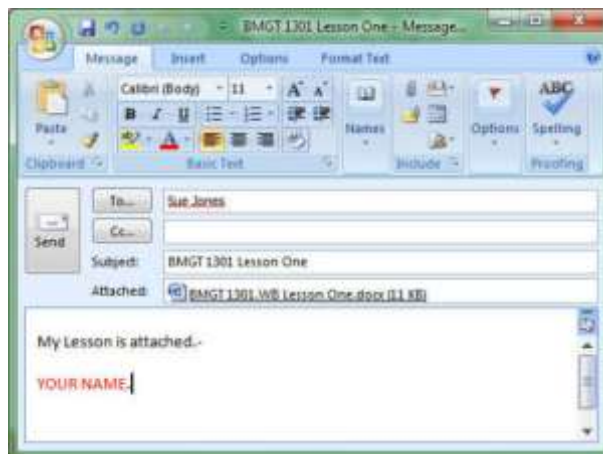 BMGT 1301 Lesson One - Message...
Message Insert Options Format Text
Calibri (Body) 11 A A ABC
Paste B I U Names Options Spelling
Clipboard Basic Text Include Proofing
To... Sue Jones
Send Cc...
Subject: BMGT 1301 Lesson One
Attached: BMGT 1301.WB Lesson One.docx (11 KB)
My Lesson is attached.-
YOUR NAME.